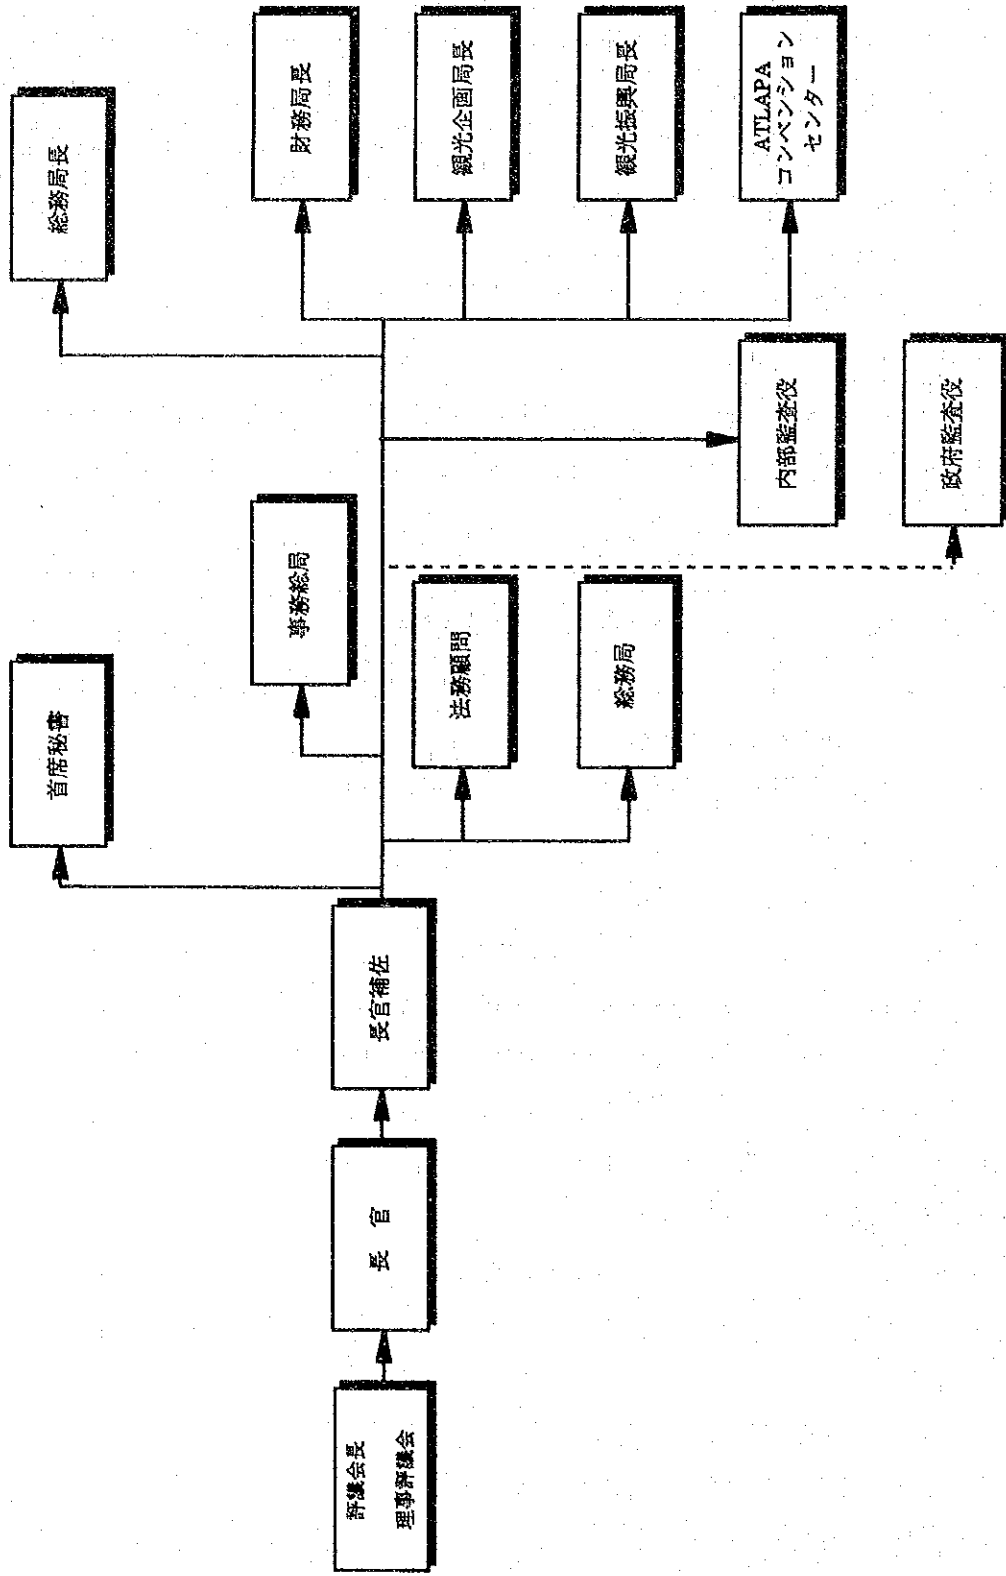 評議会長
理事評議会
長 官
長官補佐
首席秘書
事務総局
法務顧問
総務局
内部監査役
政府監査役
総務局長
財務局長
観光企画局長
観光振興局長
ATLAPA
コンベンション
センター